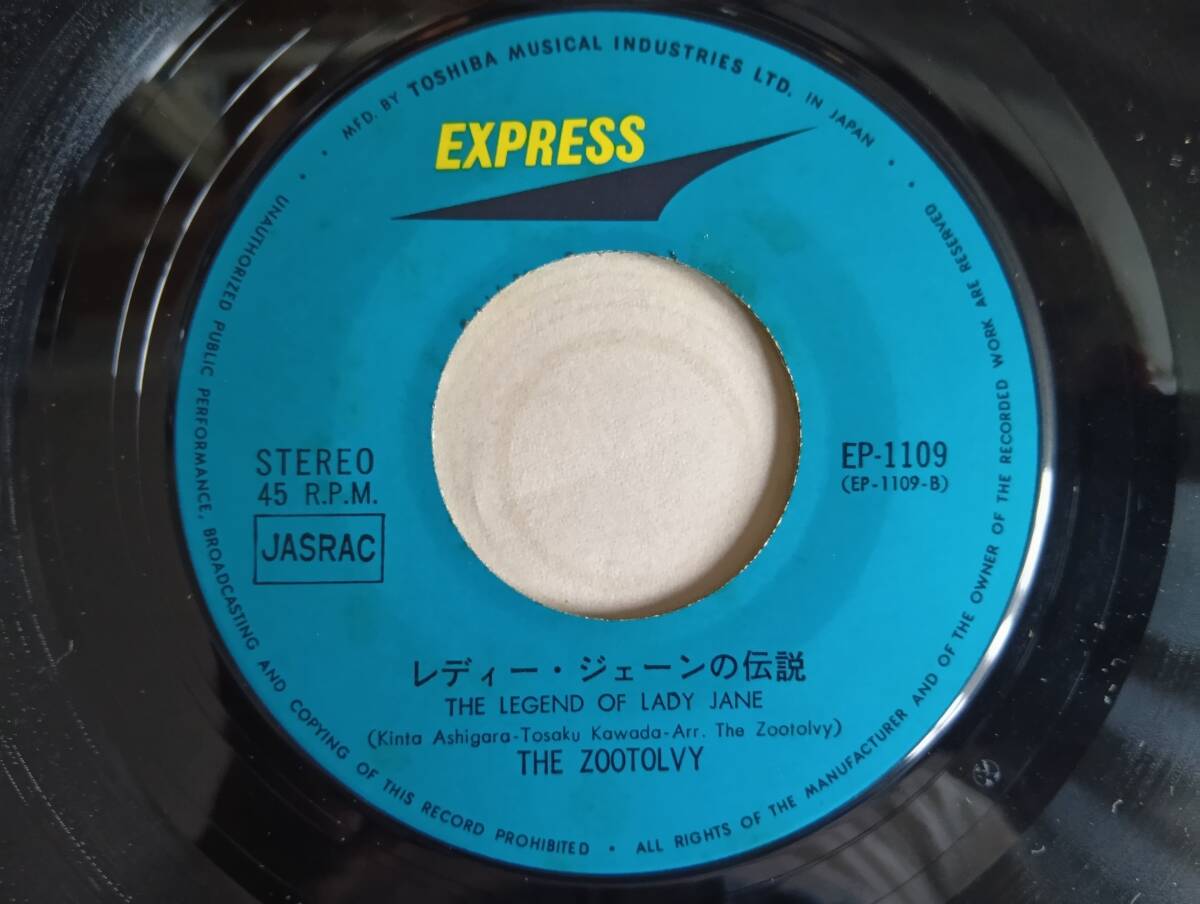 MFD. BY TOSHIBA MUSICAL INDUSTRIES LTD. IN JAPAN
EXPRESS
STEREO
45 R.P.M.
JASRAC
EP-1109
(EP-1109-B)
レディー・ジェーンの伝説
THE LEGEND OF LADY JANE
(Kinta Ashigara-Tosaku Kawada-Arr. The Zootolvy)
THE ZOOTOLVY
UNAUTHORIZED PUBLIC PERFORMANCE, BROADCASTING AND COPYING OF THIS RECORD PROHIBITED • ALL RIGHTS OF THE MANUFACTURER AND OF THE OWNER OF THE RECORDED WORK ARE RESERVED